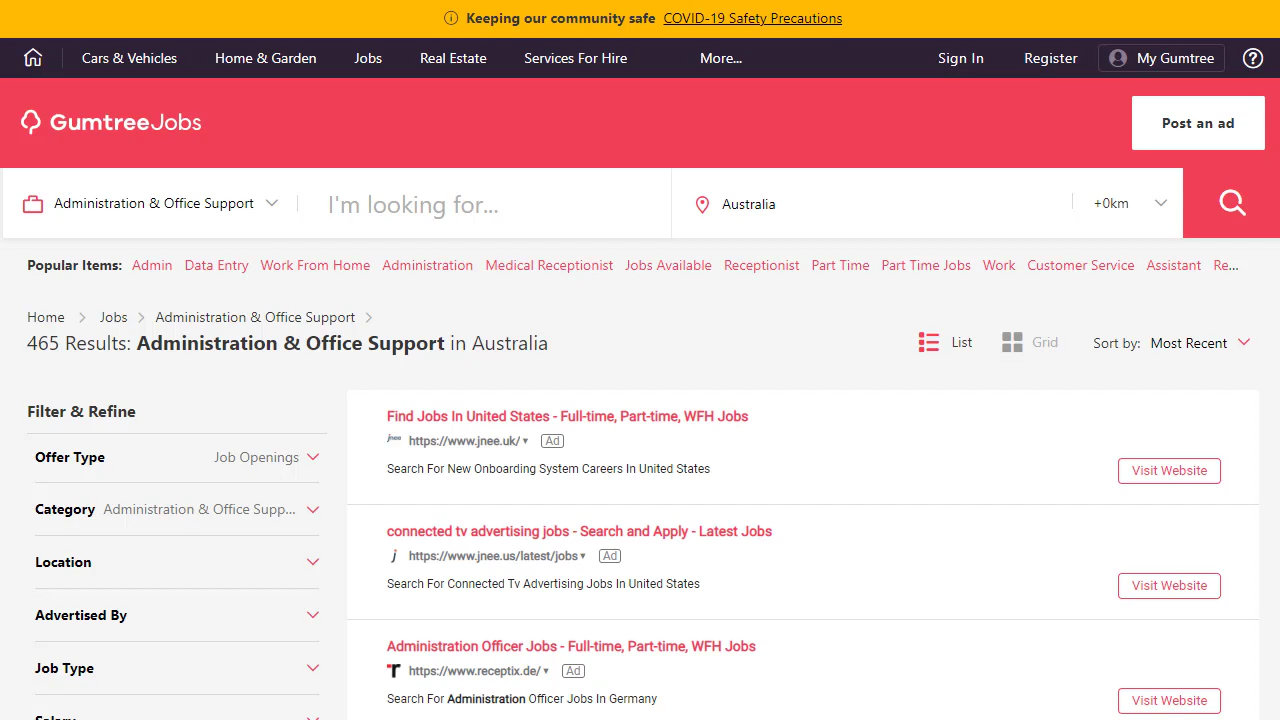 Keeping our community safe COVID-19 Safety Precautions
Cars & Vehicles Home & Garden Jobs Real Estate Services For Hire More... Sign In Register My Gumtree
GumtreeJobs
Post an ad
Administration & Office Support I'm looking for... Australia +0km
Popular Items: Admin Data Entry Work From Home Administration Medical Receptionist Jobs Available Receptionist Part Time Part Time Jobs Work Customer Service Assistant Re...
Home Jobs Administration & Office Support
465 Results: Administration & Office Support in Australia
List Grid Sort by: Most Recent
Filter & Refine
Offer Type Job Openings
Category Administration & Office Supp...
Location
Advertised By
Job Type
Salary
Find Jobs In United States - Full-time, Part-time, WFH Jobs
jnee https://www.jnee.uk/ Ad
Search For New Onboarding System Careers In United States
Visit Website
connected tv advertising jobs - Search and Apply - Latest Jobs
j https://www.jnee.us/latest/jobs Ad
Search For Connected Tv Advertising Jobs In United States
Visit Website
Administration Officer Jobs - Full-time, Part-time, WFH Jobs
https://www.receptix.de/ Ad
Search For Administration Officer Jobs In Germany
Visit Website